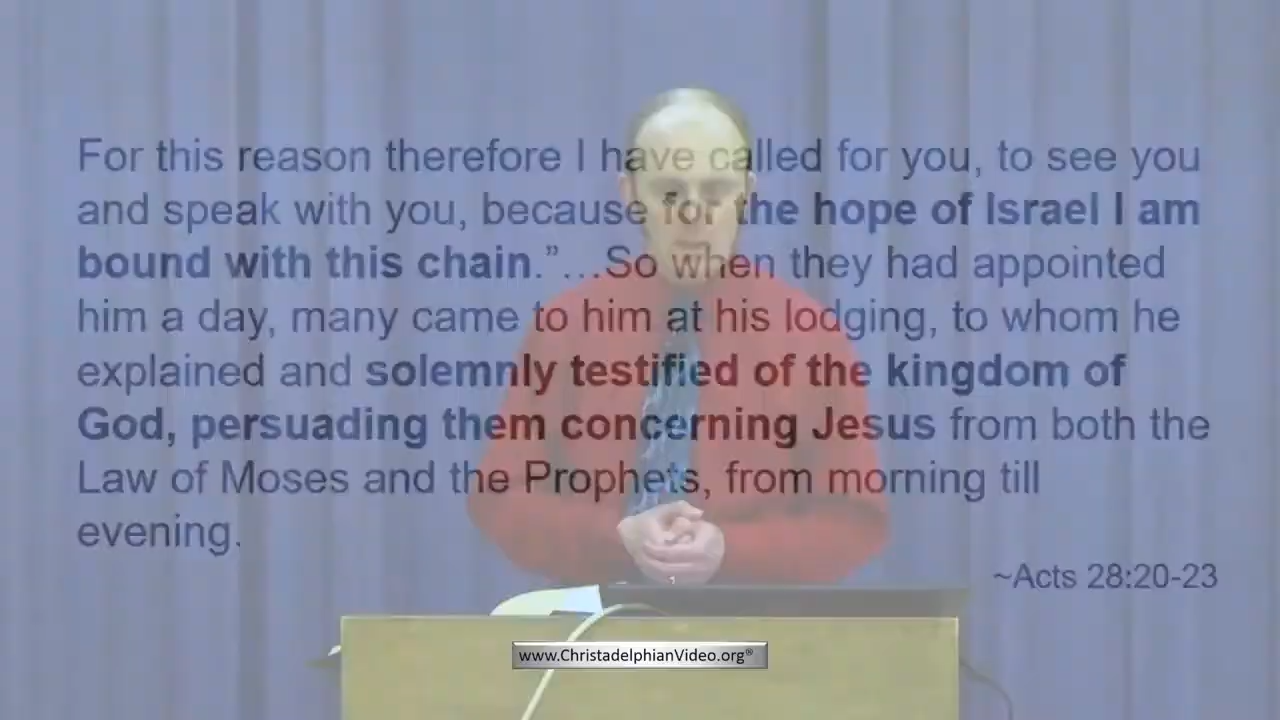 For this reason therefore I have called for you, to see you
and speak with you, because for the hope of Israel I am
bound with this chain.”…So when they had appointed
him a day, many came to him at his lodging, to whom he
explained and solemnly testified of the kingdom of
God, persuading them concerning Jesus from both the
Law of Moses and the Prophets, from morning till
evening.
~Acts 28:20-23
www.ChristadelphianVideo.org®